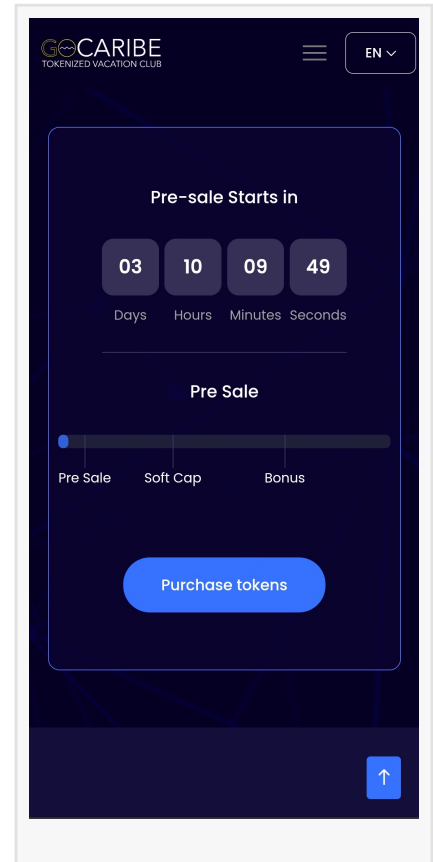 GOCARIBE
TOKENIZED VACATION CLUB
EN
Pre-sale Starts in
03 10 09 49
Days Hours Minutes Seconds
Pre Sale
Pre Sale Soft Cap Bonus
Purchase tokens